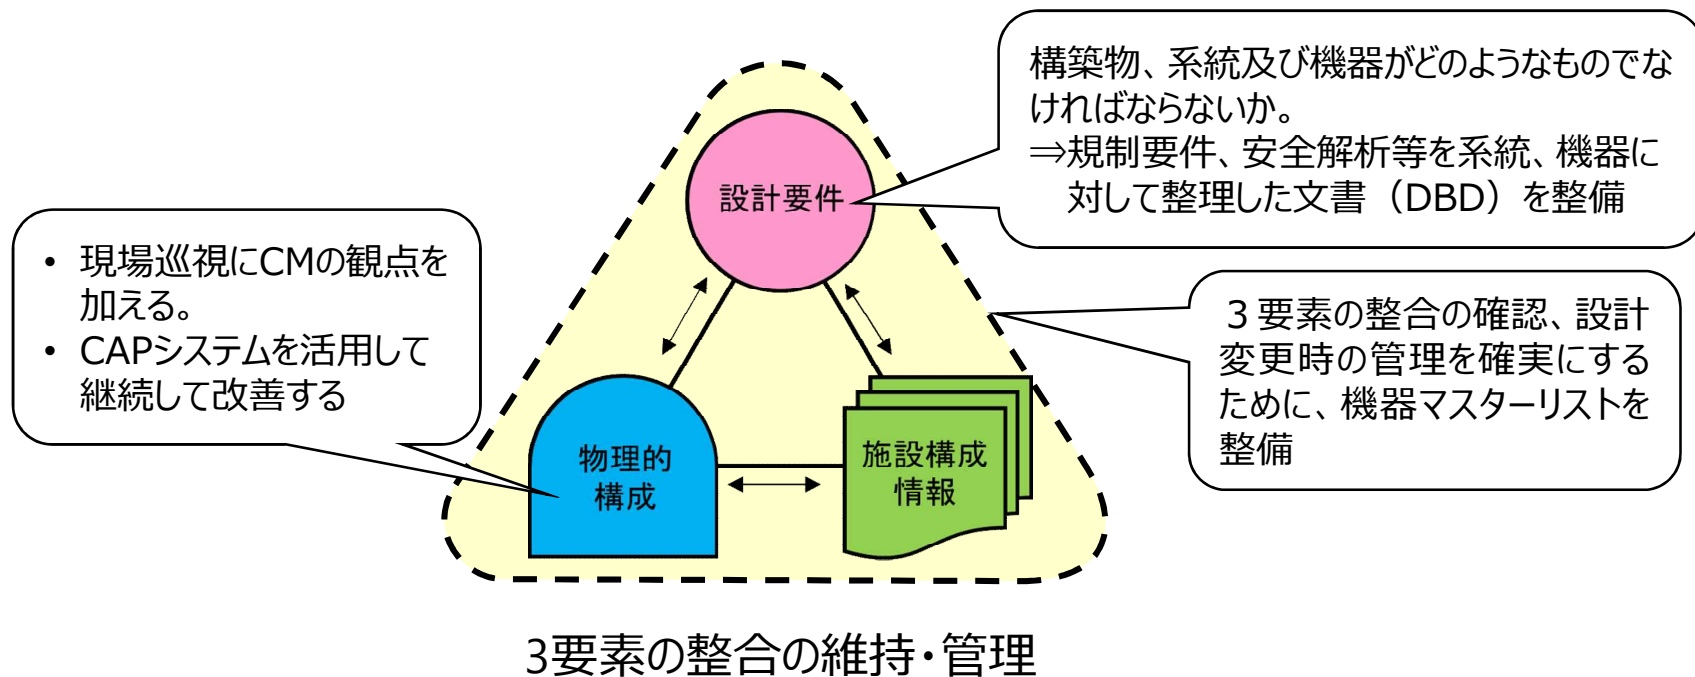 構築物、系統及び機器がどのようなものでな
ければならないか。
⇒規制要件、安全解析等を系統、機器に
対して整理した文書（DBD）を整備
設計要件
• 現場巡視にCMの観点を
加える。
• CAPシステムを活用して
継続して改善する
３要素の整合の確認、設計
変更時の管理を確実にする
ために、機器マスターリストを
整備
物理的
構成
施設構成
情報
3要素の整合の維持・管理